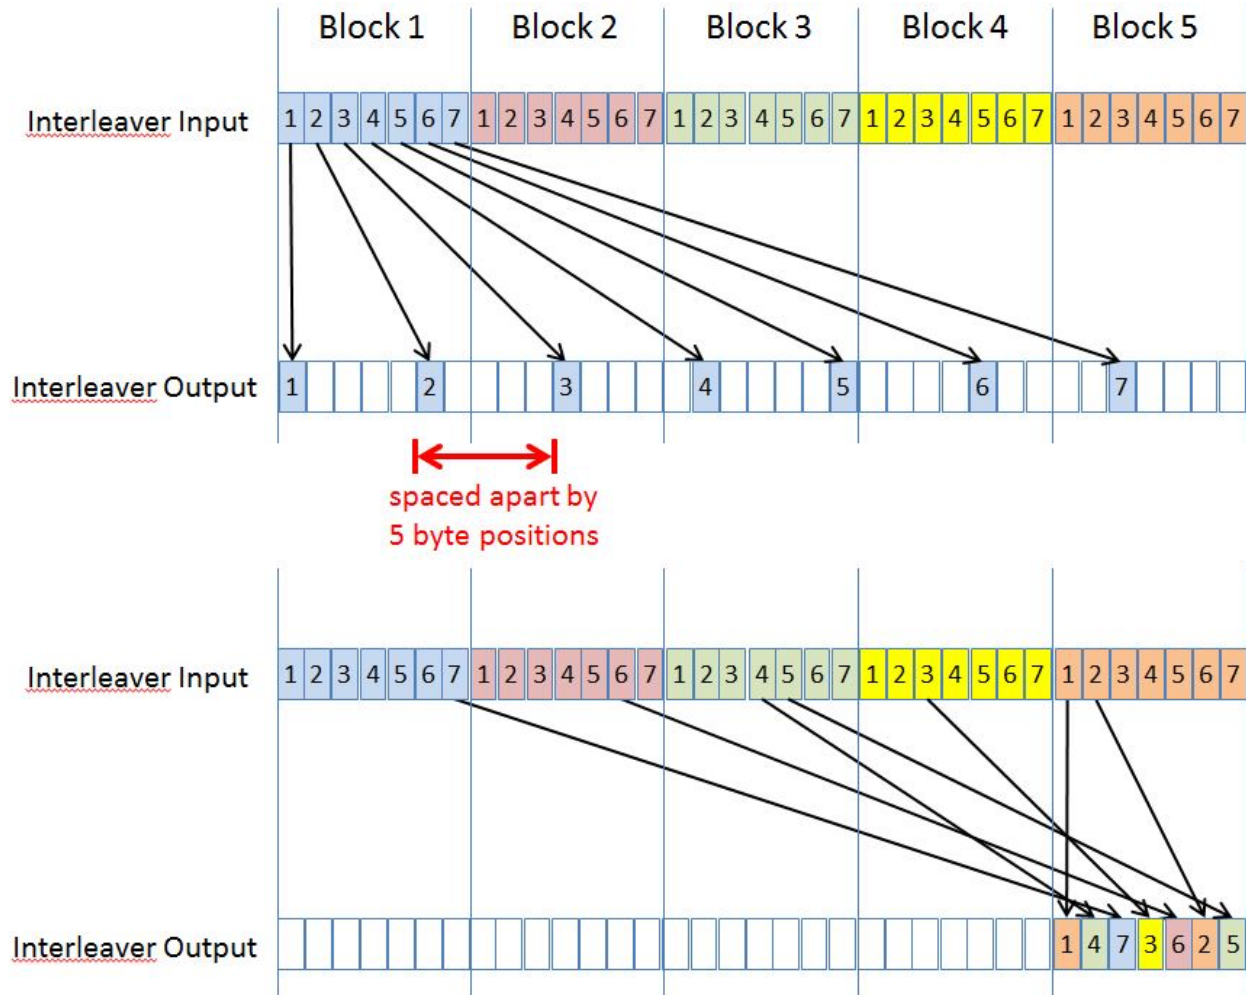 Block 1 Block 2 Block 3 Block 4 Block 5
Interleaver Input 1 2 3 4 5 6 7 1 2 3 4 5 6 7 1 2 3 4 5 6 7 1 2 3 4 5 6 7 1 2 3 4 5 6 7
Interleaver Output 1 2 3 4 5 6 7
spaced apart by
5 byte positions
Interleaver Input 1 2 3 4 5 6 7 1 2 3 4 5 6 7 1 2 3 4 5 6 7 1 2 3 4 5 6 7 1 2 3 4 5 6 7
Interleaver Output 1 4 7 3 6 2 5